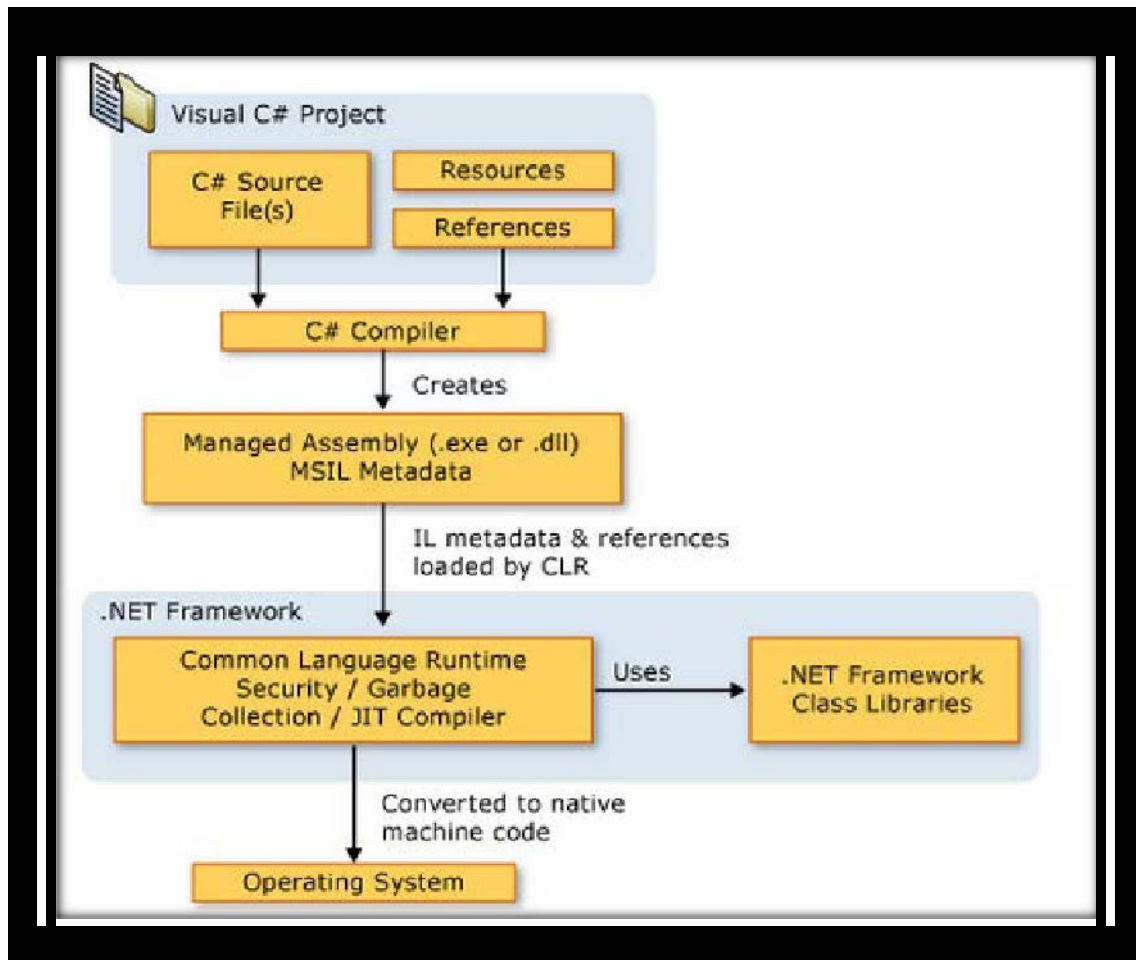 Visual C# Project
C# Source
File(s)
Resources
References
C# Compiler
Creates
Managed Assembly (.exe or .dll)
MSIL Metadata
IL metadata & references
loaded by CLR
.NET Framework
Common Language Runtime
Security / Garbage
Collection / JIT Compiler
Uses
.NET Framework
Class Libraries
Converted to native
machine code
Operating System